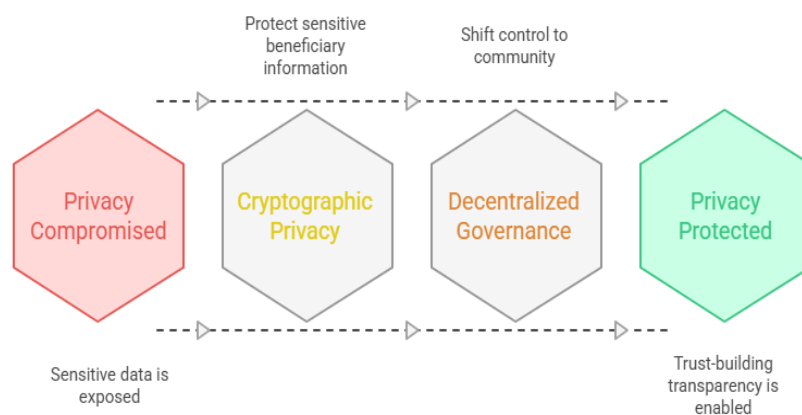 Protect sensitive
beneficiary
information
Shift control to
community
Privacy
Compromised
Cryptographic
Privacy
Decentralized
Governance
Privacy
Protected
Sensitive data is
exposed
Trust-building
transparency is
enabled